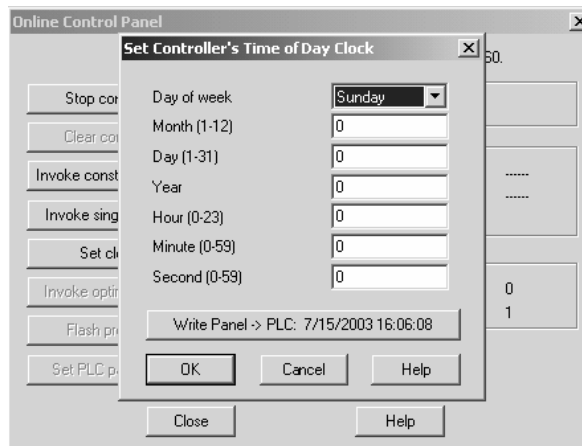 Online Control Panel
Set Controller's Time of Day Clock
60.
Day of week Sunday
Month (1-12) 0
Day (1-31) 0
Year 0
Hour (0-23) 0
Minute (0-59) 0
Second (0-59) 0
Write Panel -> PLC: 7/15/2003 16:06:08
OK Cancel Help
Stop con
Clear co
Invoke const
Invoke sing
Set cl
Invoke optim
Flash pr
Set PLC p
------
------
0
1
Close Help